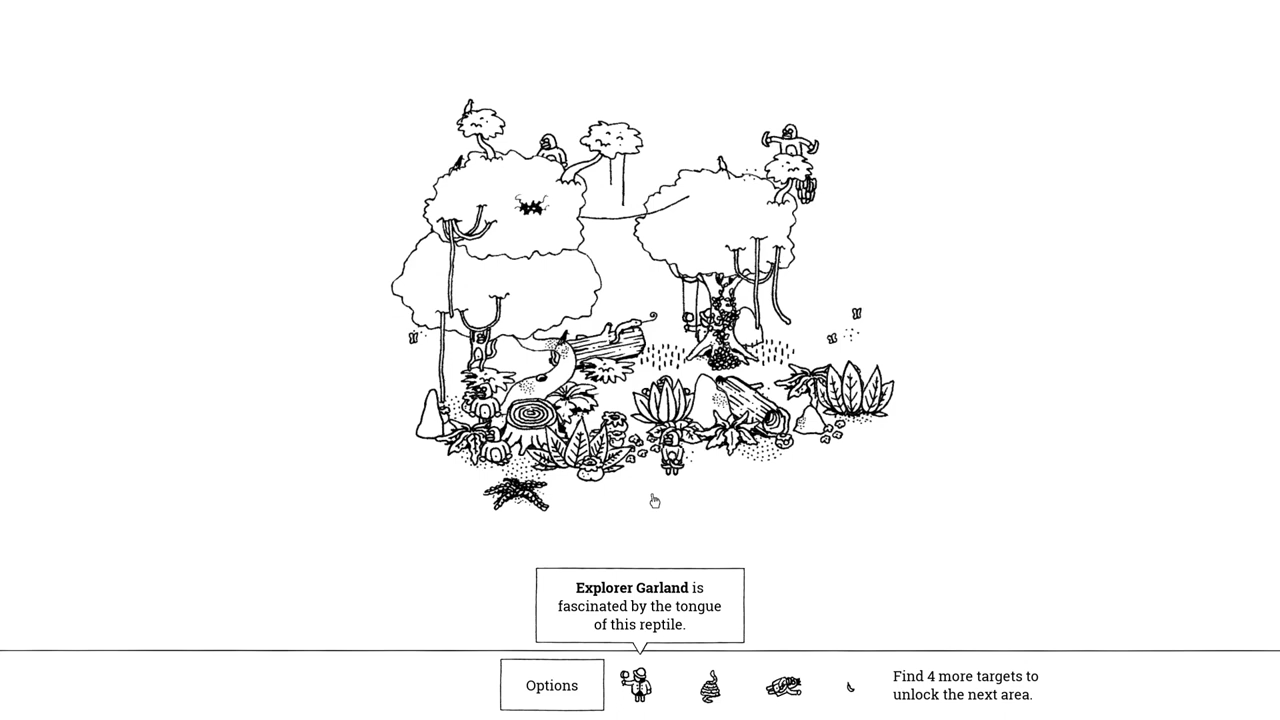 Explorer Garland is
fascinated by the tongue
of this reptile.
Options
Find 4 more targets to
unlock the next area.